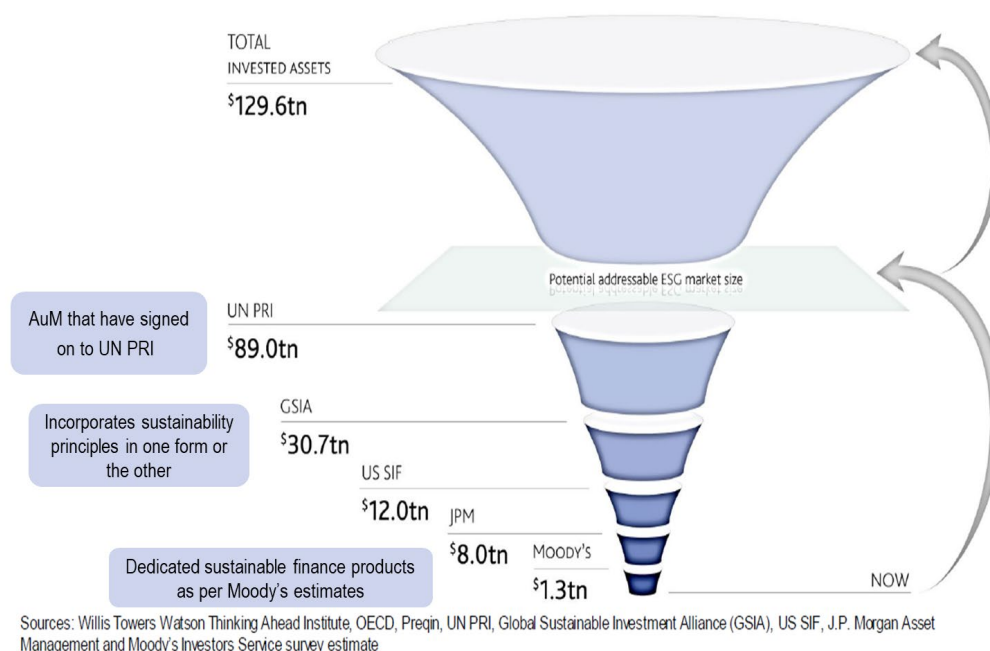 TOTAL
INVESTED ASSETS
$129.6tn
Potential addressable ESG market size
AuM that have signed
on to UN PRI
UN PRI
$89.0tn
Incorporates sustainability
principles in one form or
the other
GSIA
$30.7tn
US SIF
$12.0tn
JPM
$8.0tn
MOODY'S
$1.3tn
Dedicated sustainable finance products
as per Moody's estimates
NOW
Sources: Willis Towers Watson Thinking Ahead Institute, OECD, Preqin, UN PRI, Global Sustainable Investment Alliance (GSIA), US SIF, J.P. Morgan Asset
Management and Moody's Investors Service survey estimate